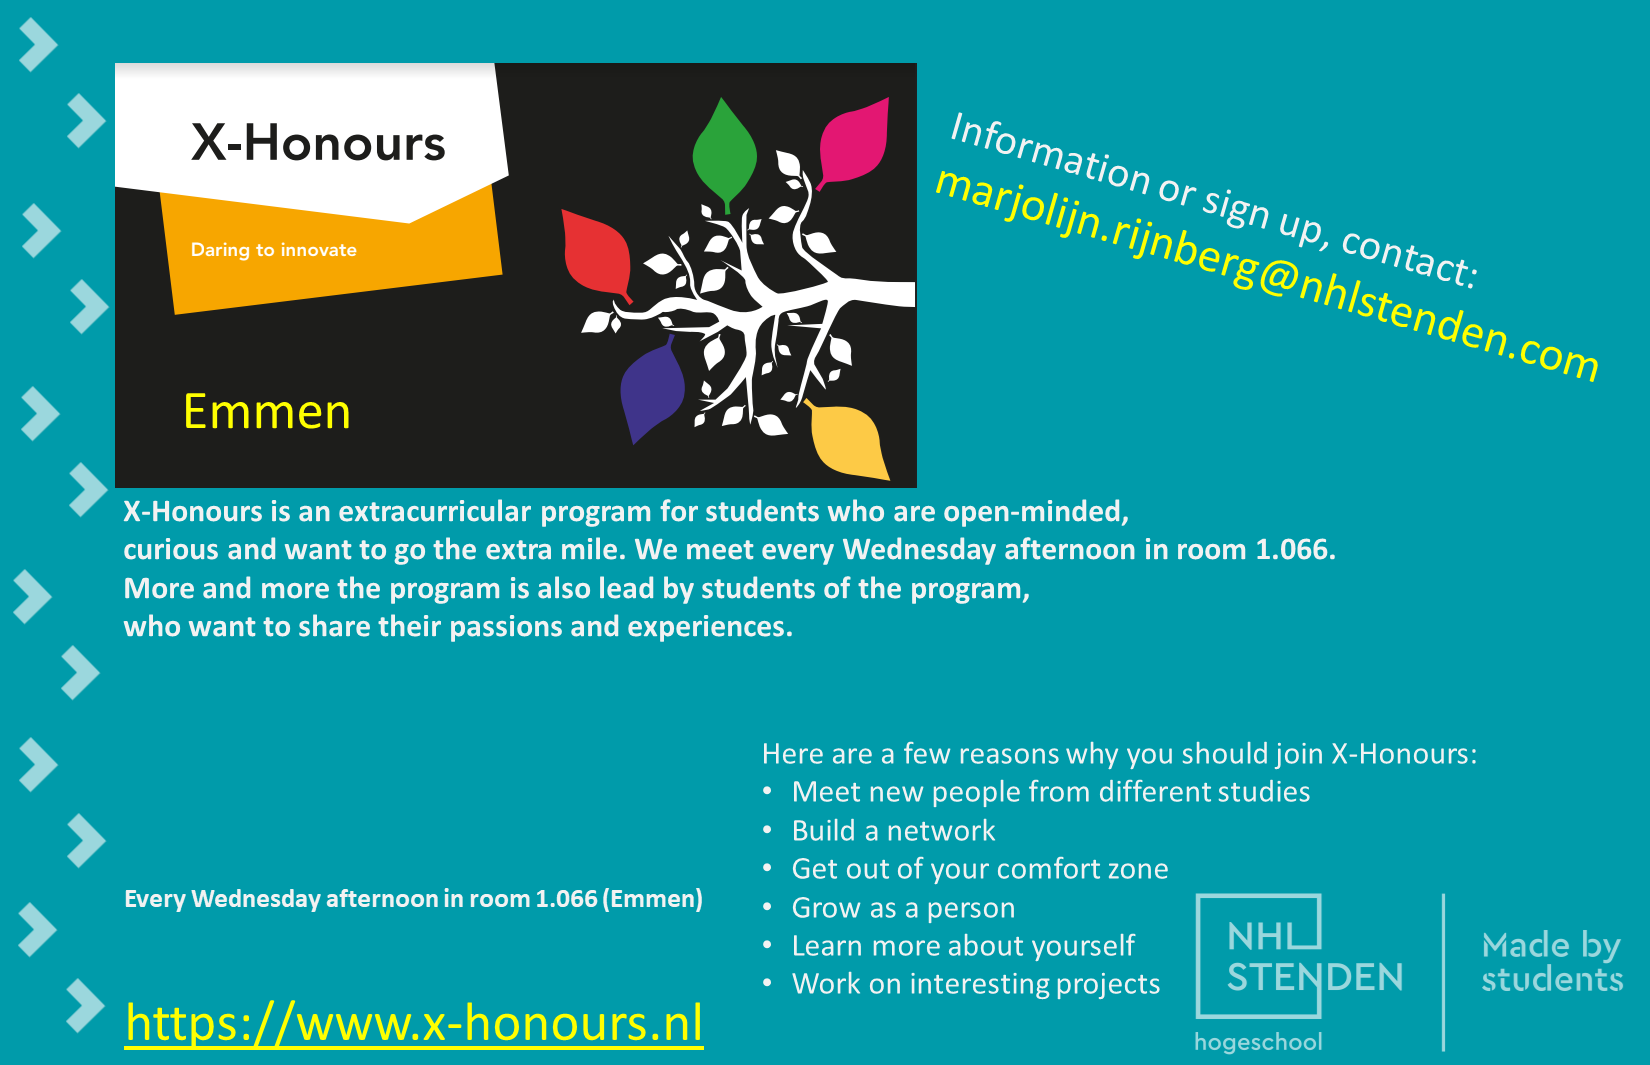 X-Honours
Daring to innovate
Emmen
Information or sign up, contact:
marjolijn.rijnberg@nhlstenden.com
X-Honours is an extracurricular program for students who are open-minded,
curious and want to go the extra mile. We meet every Wednesday afternoon in room 1.066.
More and more the program is also lead by students of the program,
who want to share their passions and experiences.
Here are a few reasons why you should join X-Honours:
• Meet new people from different studies
• Build a network
• Get out of your comfort zone
• Grow as a person
• Learn more about yourself
• Work on interesting projects
Every Wednesday afternoon in room 1.066 (Emmen)
https://www.x-honours.nl
NHL
STENDEN
hogeschool
Made by
students